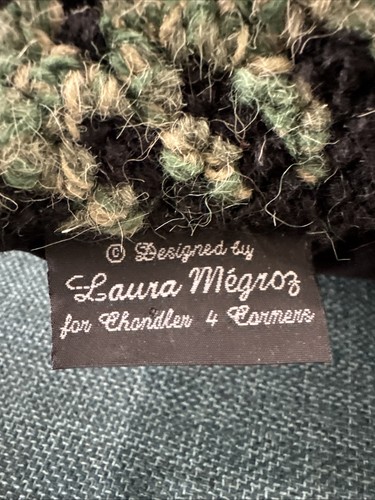 © Designed by
Laura Mégroz
for Chandler 4 Corners